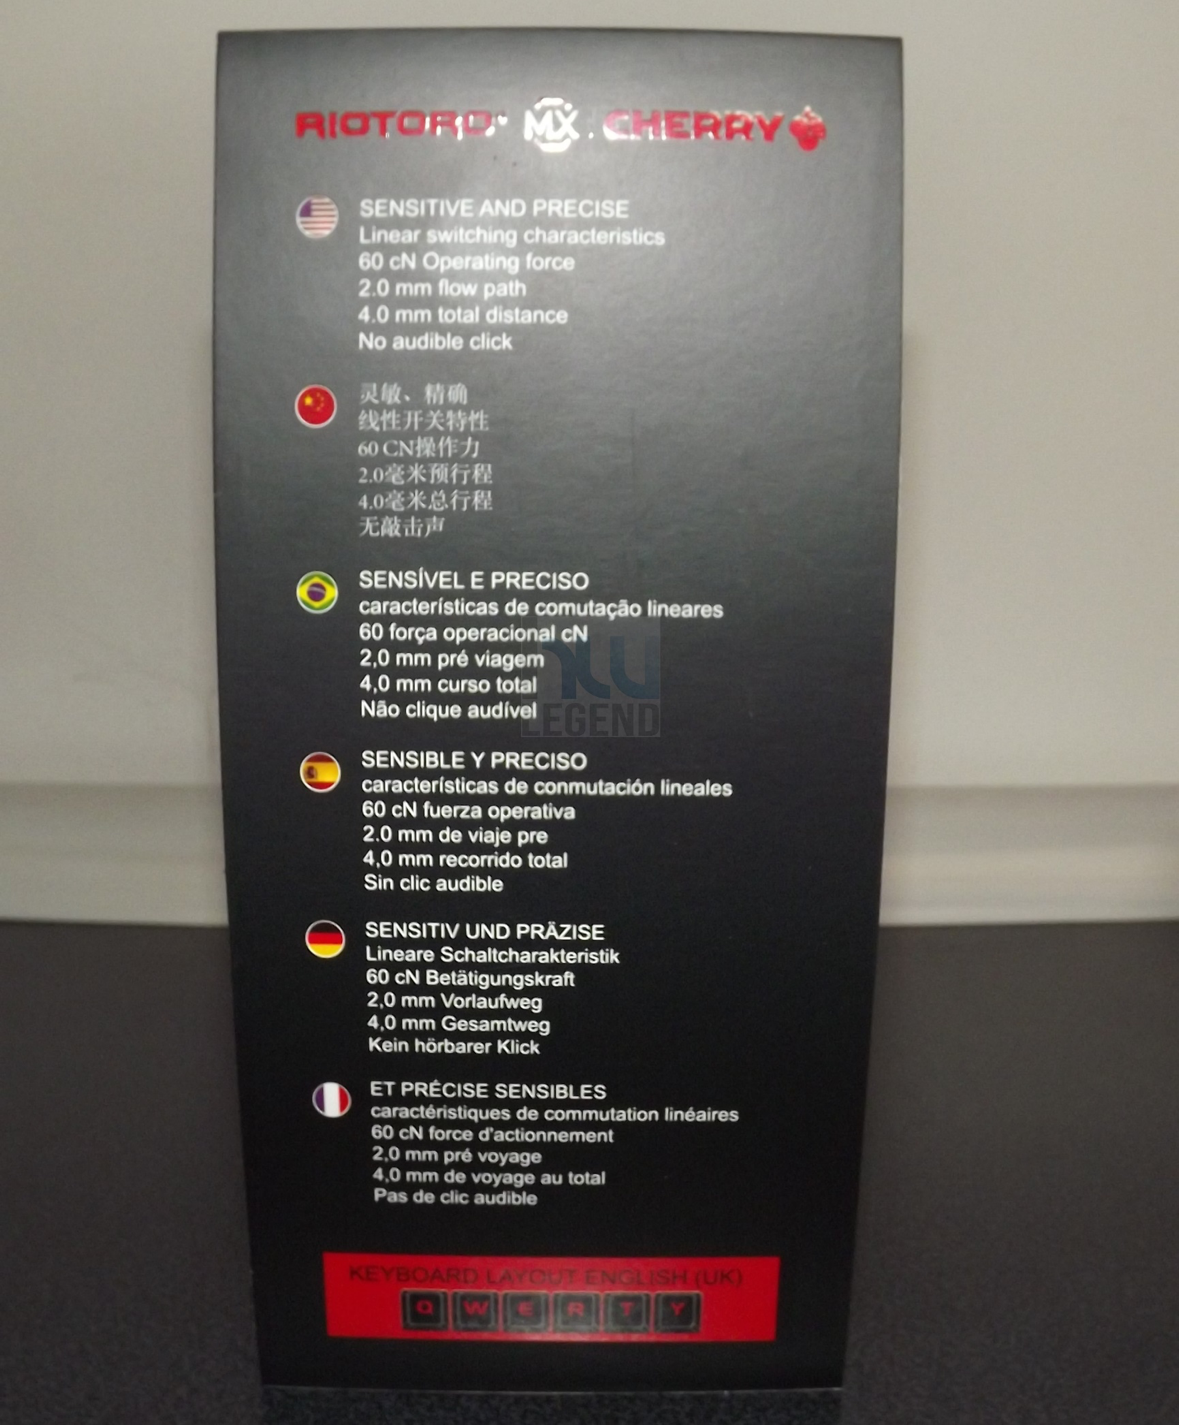 RIOTORO MX CHERRY
SENSITIVE AND PRECISE
Linear switching characteristics
60 cN Operating force
2.0 mm flow path
4.0 mm total distance
No audible click
灵敏、精确
线性开关特性
60 CN操作力
2.0毫米预行程
4.0毫米总行程
无敲击声
SENSÍVEL E PRECISO
características de comutação lineares
60 força operacional cN
2,0 mm pré viagem
4,0 mm curso total
Não clique audível
LEGEND
SENSIBLE Y PRECISO
características de conmutación lineales
60 cN fuerza operativa
2.0 mm de viaje pre
4,0 mm recorrido total
Sin clic audible
SENSITIV UND PRÄZISE
Lineare Schaltcharakteristik
60 cN Betätigungskraft
2,0 mm Vorlaufweg
4,0 mm Gesamtweg
Kein hörbarer Klick
ET PRÉCISE SENSIBLES
caractéristiques de commutation linéaires
60 cN force d'actionnement
2,0 mm pré voyage
4,0 mm de voyage au total
Pas de clic audible
KEYBOARD LAYOUT ENGLISH (UK)
Q W E R T Y